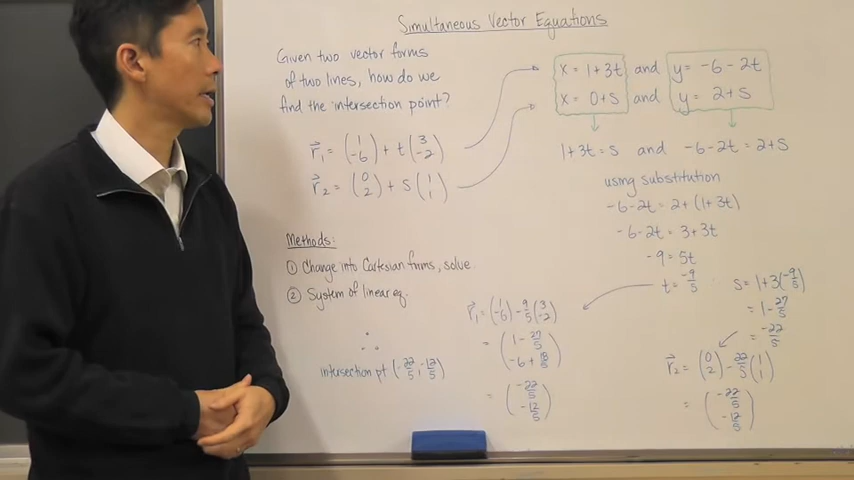 Simultaneous Vector Equations
Given two vector forms
of two lines, how do we
find the intersection point?
r⃗₁ = (1 -6) + t (3 -2)
r⃗₂ = (0 2) + s (1 1)
Methods:
① Change into Cartesian forms, solve
② System of linear eq.
∴
intersection pt (-22/5, -12/5)
x = 1+3t and y = -6-2t
x = 0+s and y = 2+s
1+3t = s and -6-2t = 2+s
using substitution
-6-2t = 2+(1+3t)
-6-2t = 3+3t
-9 = 5t
t = -9/5
s = 1+3(-9/5)
= 1-27/5
= -22/5
r⃗₁ = (1 -6) - 9/5 (3 -2)
= (1-27/5 -6+18/5)
= (-22/5 -12/5)
r⃗₂ = (0 2) - 22/5 (1 1)
= (-22/5 -12/5)